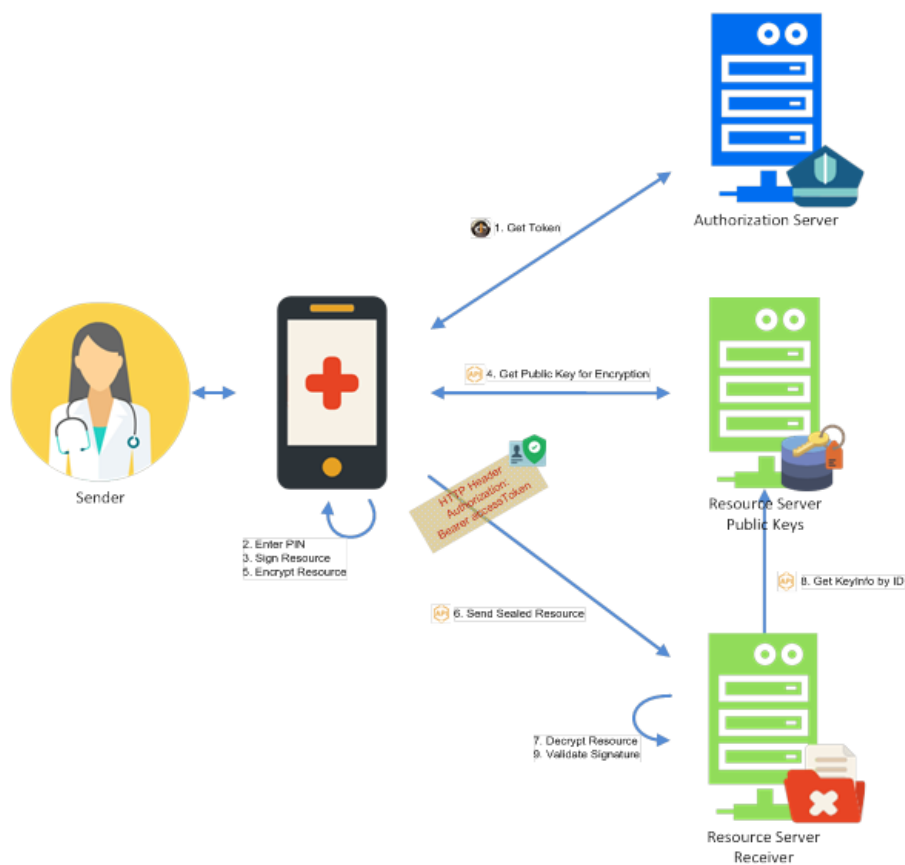 Authorization Server
1. Get Token
4. Get Public Key for Encryption
Sender
HTTP Header
Authorization:
Bearer accessToken
Resource Server
Public Keys
2. Enter PIN
3. Sign Resource
5. Encrypt Resource
API 8. Get KeyInfo by ID
API 6. Send Sealed Resource
7. Decrypt Resource
9. Validate Signature
Resource Server
Receiver